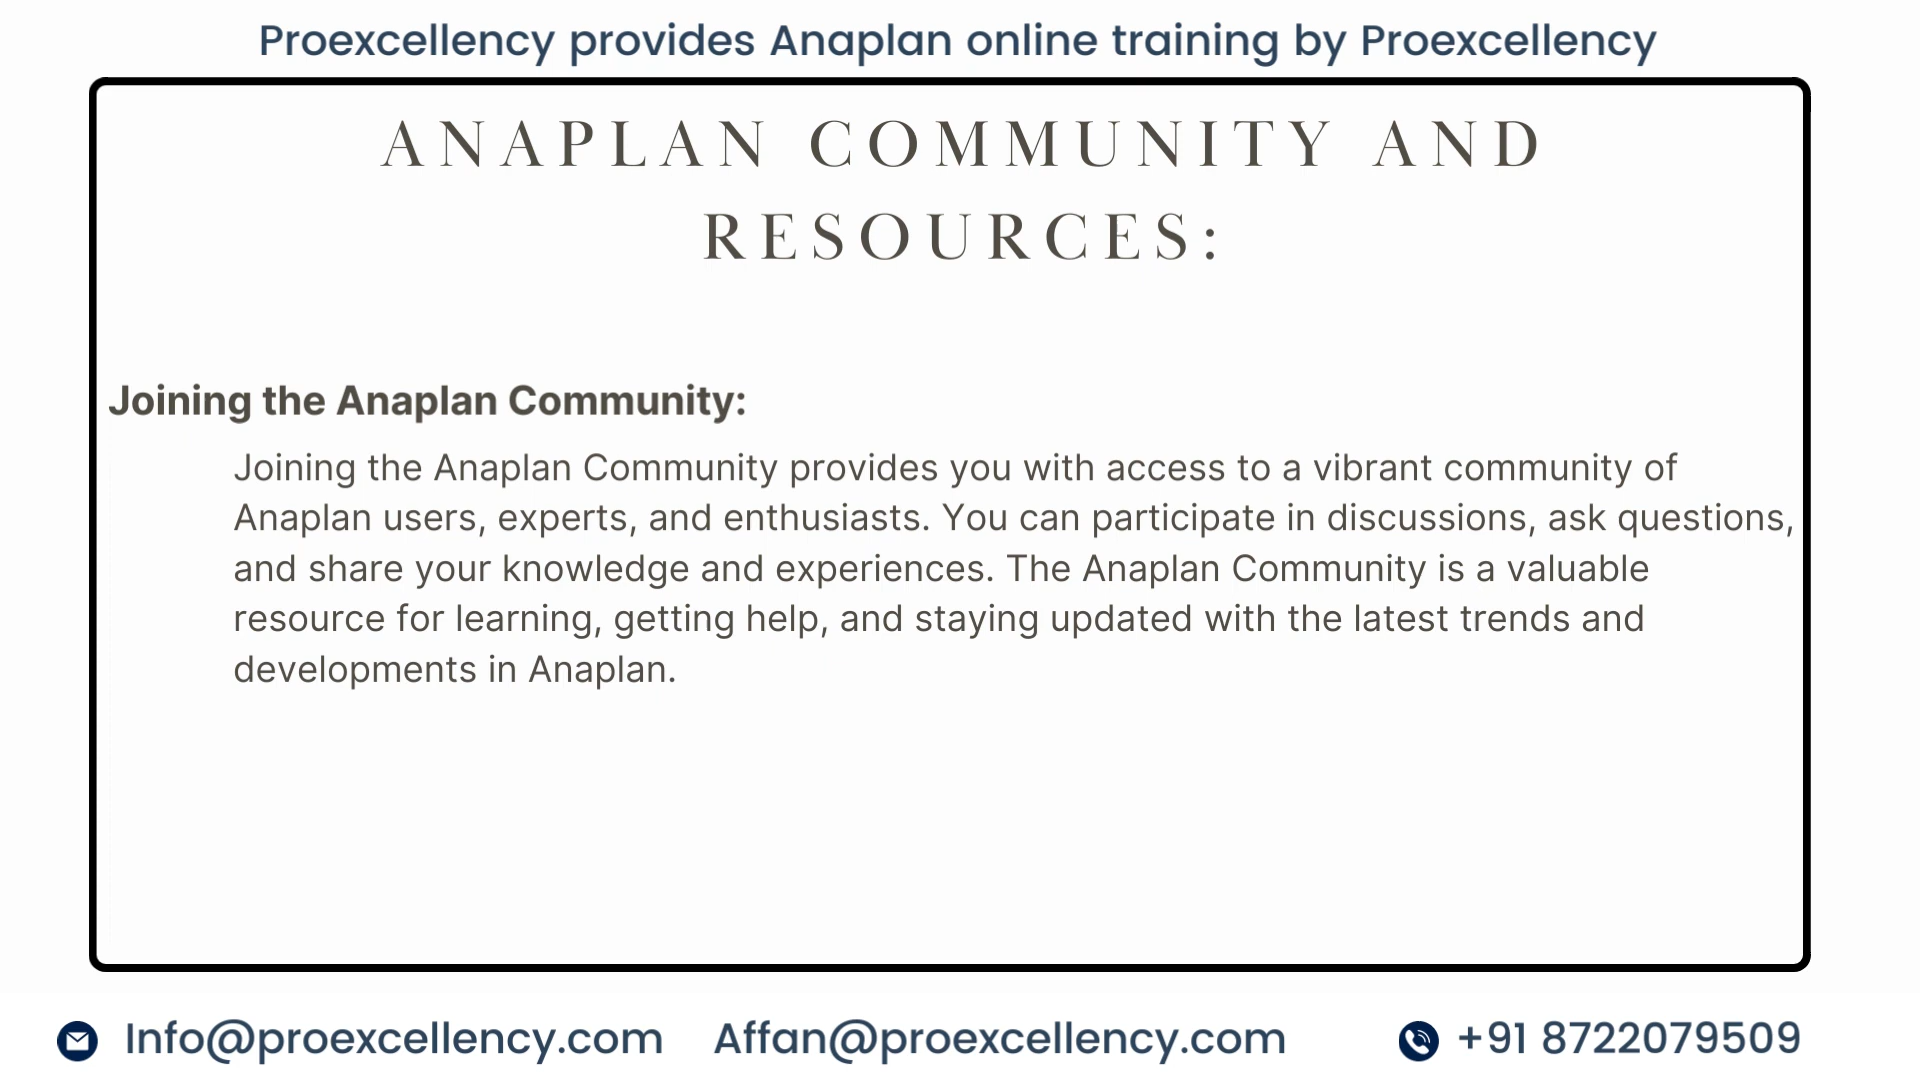 Proexcellency provides Anaplan online training by Proexcellency
ANAPLAN COMMUNITY AND
RESOURCES:
Joining the Anaplan Community:
Joining the Anaplan Community provides you with access to a vibrant community of
Anaplan users, experts, and enthusiasts. You can participate in discussions, ask questions,
and share your knowledge and experiences. The Anaplan Community is a valuable
resource for learning, getting help, and staying updated with the latest trends and
developments in Anaplan.
Info@proexcellency.com Affan@proexcellency.com +91 8722079509